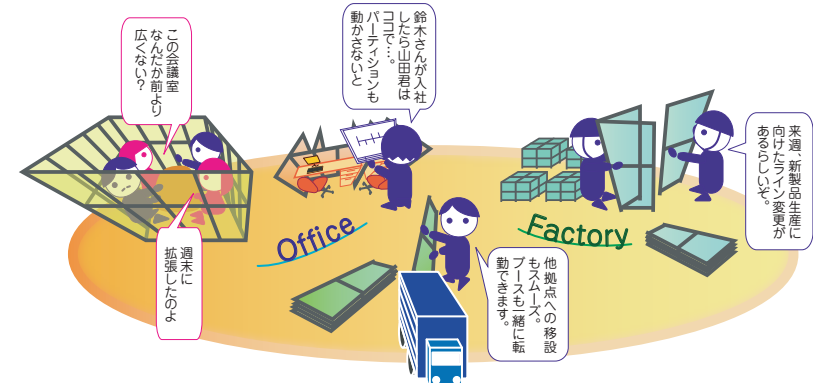 この会議室
なんだか前より
広くない?
週末に
拡張したのよ
鈴木さんが入社
したら山田君は
ココで…。
パーティションも
動かさないと
Office
Factory
他拠点への移設
もスムーズ。
ブースも一緒に転
勤できます。
来週、新製品生産に
向けたライン変更が
あるらしいぞ。